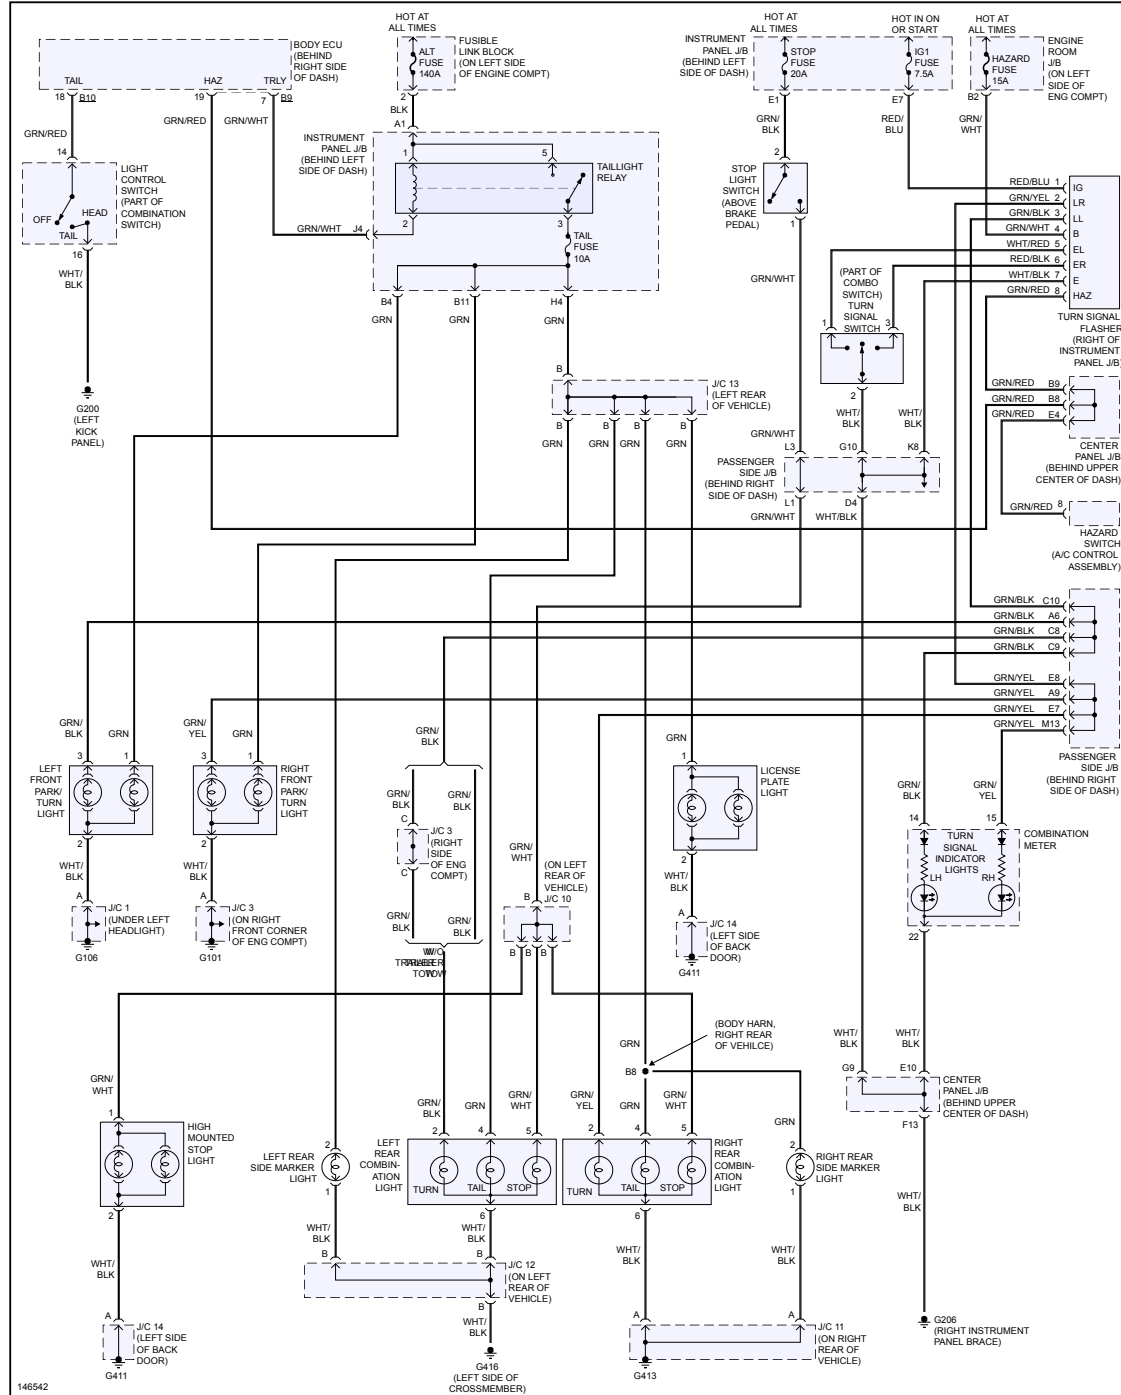 HOT AT
ALL TIMES
HOT AT
ALL TIMES
HOT IN ON
OR START
HOT AT
ALL TIMES
BODY ECU
(BEHIND
RIGHT SIDE
OF DASH)
TAIL
HAZ
TRLY
18
B10
19
7
B9
ALT
FUSE
140A
FUSIBLE
LINK BLOCK
(ON LEFT SIDE
OF ENGINE COMPT)
2
BLK
A1
INSTRUMENT
PANEL J/B
(BEHIND LEFT
SIDE OF DASH)
STOP
FUSE
20A
IG1
FUSE
7.5A
HAZARD
FUSE
15A
ENGINE
ROOM
J/B
(ON LEFT
SIDE OF
ENG COMPT)
E1
E7
B2
GRN/
BLK
RED/
BLU
GRN/
WHT
GRN/RED
GRN/RED
GRN/WHT
14
LIGHT
CONTROL
SWITCH
(PART OF
COMBINATION
SWITCH)
OFF
HEAD
TAIL
16
WHT/
BLK
G200
(LEFT
KICK
PANEL)
INSTRUMENT
PANEL J/B
(BEHIND LEFT
SIDE OF DASH)
1
5
TAILLIGHT
RELAY
2
3
GRN/WHT
J4
TAIL
FUSE
10A
B4
B11
H4
GRN
GRN
GRN
2
STOP
LIGHT
SWITCH
(ABOVE
BRAKE
PEDAL)
1
GRN/WHT
RED/BLU 1 IG
GRN/YEL 2 LR
GRN/BLK 3 LL
GRN/WHT 4 B
WHT/RED 5 EL
RED/BLK 6 ER
WHT/BLK 7 E
GRN/RED 8 HAZ
TURN SIGNAL
FLASHER
(RIGHT OF
INSTRUMENT
PANEL J/B)
(PART OF
COMBO
SWITCH)
TURN
SIGNAL
SWITCH
1
3
2
WHT/
BLK
WHT/
BLK
B
J/C 13
(LEFT REAR
OF VEHICLE)
B
B
B
B
GRN
GRN
GRN
GRN
GRN/RED B9
GRN/RED B8
GRN/RED E4
CENTER
PANEL J/B
(BEHIND UPPER
CENTER OF DASH)
GRN/WHT
L3
G10
K8
PASSENGER
SIDE J/B
(BEHIND RIGHT
SIDE OF DASH)
L1
D4
GRN/WHT
WHT/BLK
GRN/RED 8
HAZARD
SWITCH
(A/C CONTROL
ASSEMBLY)
GRN/BLK C10
GRN/BLK A6
GRN/BLK C8
GRN/BLK C9
GRN/YEL E8
GRN/YEL A9
GRN/YEL E7
GRN/YEL M13
PASSENGER
SIDE J/B
(BEHIND RIGHT
SIDE OF DASH)
GRN/
BLK
GRN
GRN/
YEL
GRN
GRN/
BLK
GRN
3
1
LEFT
FRONT
PARK/
TURN
LIGHT
2
WHT/
BLK
A
J/C 1
(UNDER LEFT
HEADLIGHT)
G106
3
1
RIGHT
FRONT
PARK/
TURN
LIGHT
2
WHT/
BLK
A
J/C 3
(ON RIGHT
FRONT CORNER
OF ENG COMPT)
G101
GRN/
BLK
GRN/
BLK
C
J/C 3
(RIGHT
SIDE
OF ENG
COMPT)
C
GRN/
BLK
GRN/
BLK
W/
TRAILER
TOW
W/O
TRAILER
TOW
GRN/
WHT
(ON LEFT
REAR OF
VEHICLE)
J/C 10
B
B
B
B
1
LICENSE
PLATE
LIGHT
2
WHT/
BLK
A
J/C 14
(LEFT SIDE
OF BACK
DOOR)
G411
GRN/
BLK
GRN/
YEL
14
15
TURN
SIGNAL
INDICATOR
LIGHTS
LH
RH
COMBINATION
METER
22
WHT/
BLK
WHT/
BLK
G9
E10
CENTER
PANEL J/B
(BEHIND UPPER
CENTER OF DASH)
F13
WHT/
BLK
G206
(RIGHT INSTRUMENT
PANEL BRACE)
(BODY HARN,
RIGHT REAR
OF VEHILCE)
GRN
B8
GRN/
WHT
1
HIGH
MOUNTED
STOP
LIGHT
2
WHT/
BLK
A
J/C 14
(LEFT SIDE
OF BACK
DOOR)
G411
2
LEFT REAR
SIDE MARKER
LIGHT
1
WHT/
BLK
B
GRN/
BLK
GRN
GRN/
WHT
2
4
5
LEFT
REAR
COMBIN-
ATION
LIGHT
TURN
TAIL
STOP
6
WHT/
BLK
B
J/C 12
(ON LEFT
REAR OF
VEHICLE)
B
WHT/
BLK
G416
(LEFT SIDE OF
CROSSMEMBER)
GRN/
YEL
GRN
GRN/
WHT
2
4
5
RIGHT
REAR
COMBIN-
ATION
LIGHT
TURN
TAIL
STOP
6
WHT/
BLK
A
GRN
2
RIGHT REAR
SIDE MARKER
LIGHT
1
WHT/
BLK
A
J/C 11
(ON RIGHT
REAR OF
VEHICLE)
G413
146542